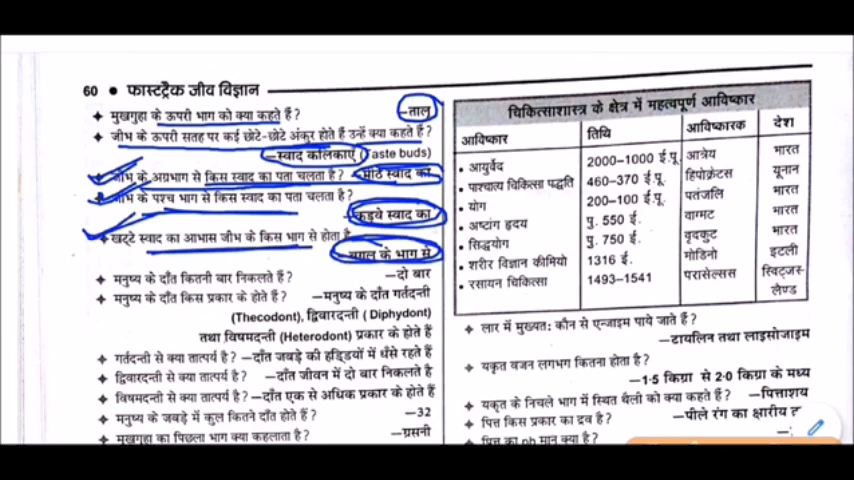 60 • फास्टट्रैक जीव विज्ञान
मुखगुहा के ऊपरी भाग को क्या कहते हैं? –तालु
जीभ के ऊपरी सतह पर कई छोटे-छोटे अंकुर होते हैं उन्हें क्या कहते हैं?
–स्वाद कलिकाएं (Taste buds)
जीभ के अग्रभाग से किस स्वाद का पता चलता है? –मीठे स्वाद का
जीभ के पश्च भाग से किस स्वाद का पता चलता है?
–कड़वे स्वाद का
खट्टे स्वाद का आभास जीभ के किस भाग से होता है
–बगल के भाग से
मनुष्य के दाँत कितनी बार निकलते हैं? –दो बार
मनुष्य के दाँत किस प्रकार के होते हैं? –मनुष्य के दाँत गर्तदन्ती
(Thecodont), द्विवारदन्ती ( Diphydont)
तथा विषमदन्ती (Heterodont) प्रकार के होते हैं
गर्तदन्ती से क्या तात्पर्य है? –दाँत जबड़े की हड्डियों में धँसे रहते हैं
द्विवारदन्ती से क्या तात्पर्य है? –दाँत जीवन में दो बार निकलते है
विषमदन्ती से क्या तात्पर्य है? –दाँत एक से अधिक प्रकार के होते हैं
मनुष्य के जबड़े में कुल कितने दाँत होते हैं? –32
मुखगुहा का पिछला भाग क्या कहलाता है? –ग्रसनी
चिकित्साशास्त्र के क्षेत्र में महत्वपूर्ण आविष्कार
आविष्कार तिथि आविष्कारक देश
• आयुर्वेद 2000–1000 ई.पू. आत्रेय भारत
• पाश्चात्य चिकित्सा पद्धति 460-370 ई.पू. हिपोक्रेटस यूनान
• योग 200-100 ई.पू. पतंजलि भारत
• अष्टांग हृदय पु. 550 ई. वाग्भट भारत
• सिद्धयोग पु. 750 ई. वृदकुट भारत
• शरीर विज्ञान कीमियो 1316 ई. मोडिनो इटली
• रसायन चिकित्सा 1493-1541 परासेल्सस स्विट्जर-
लैण्ड
लार में मुख्यतः कौन से एन्जाइम पाये जाते हैं?
–टायलिन तथा लाइसोजाइम
यकृत वजन लगभग कितना होता है?
–1·5 किग्रा से 2·0 किग्रा के मध्य
यकृत के निचले भाग में स्थित थैली को क्या कहते हैं? –पित्ताशय
पित्त किस प्रकार का द्रव है? –पीले रंग का क्षारीय
पित्त का ph मान क्या है?